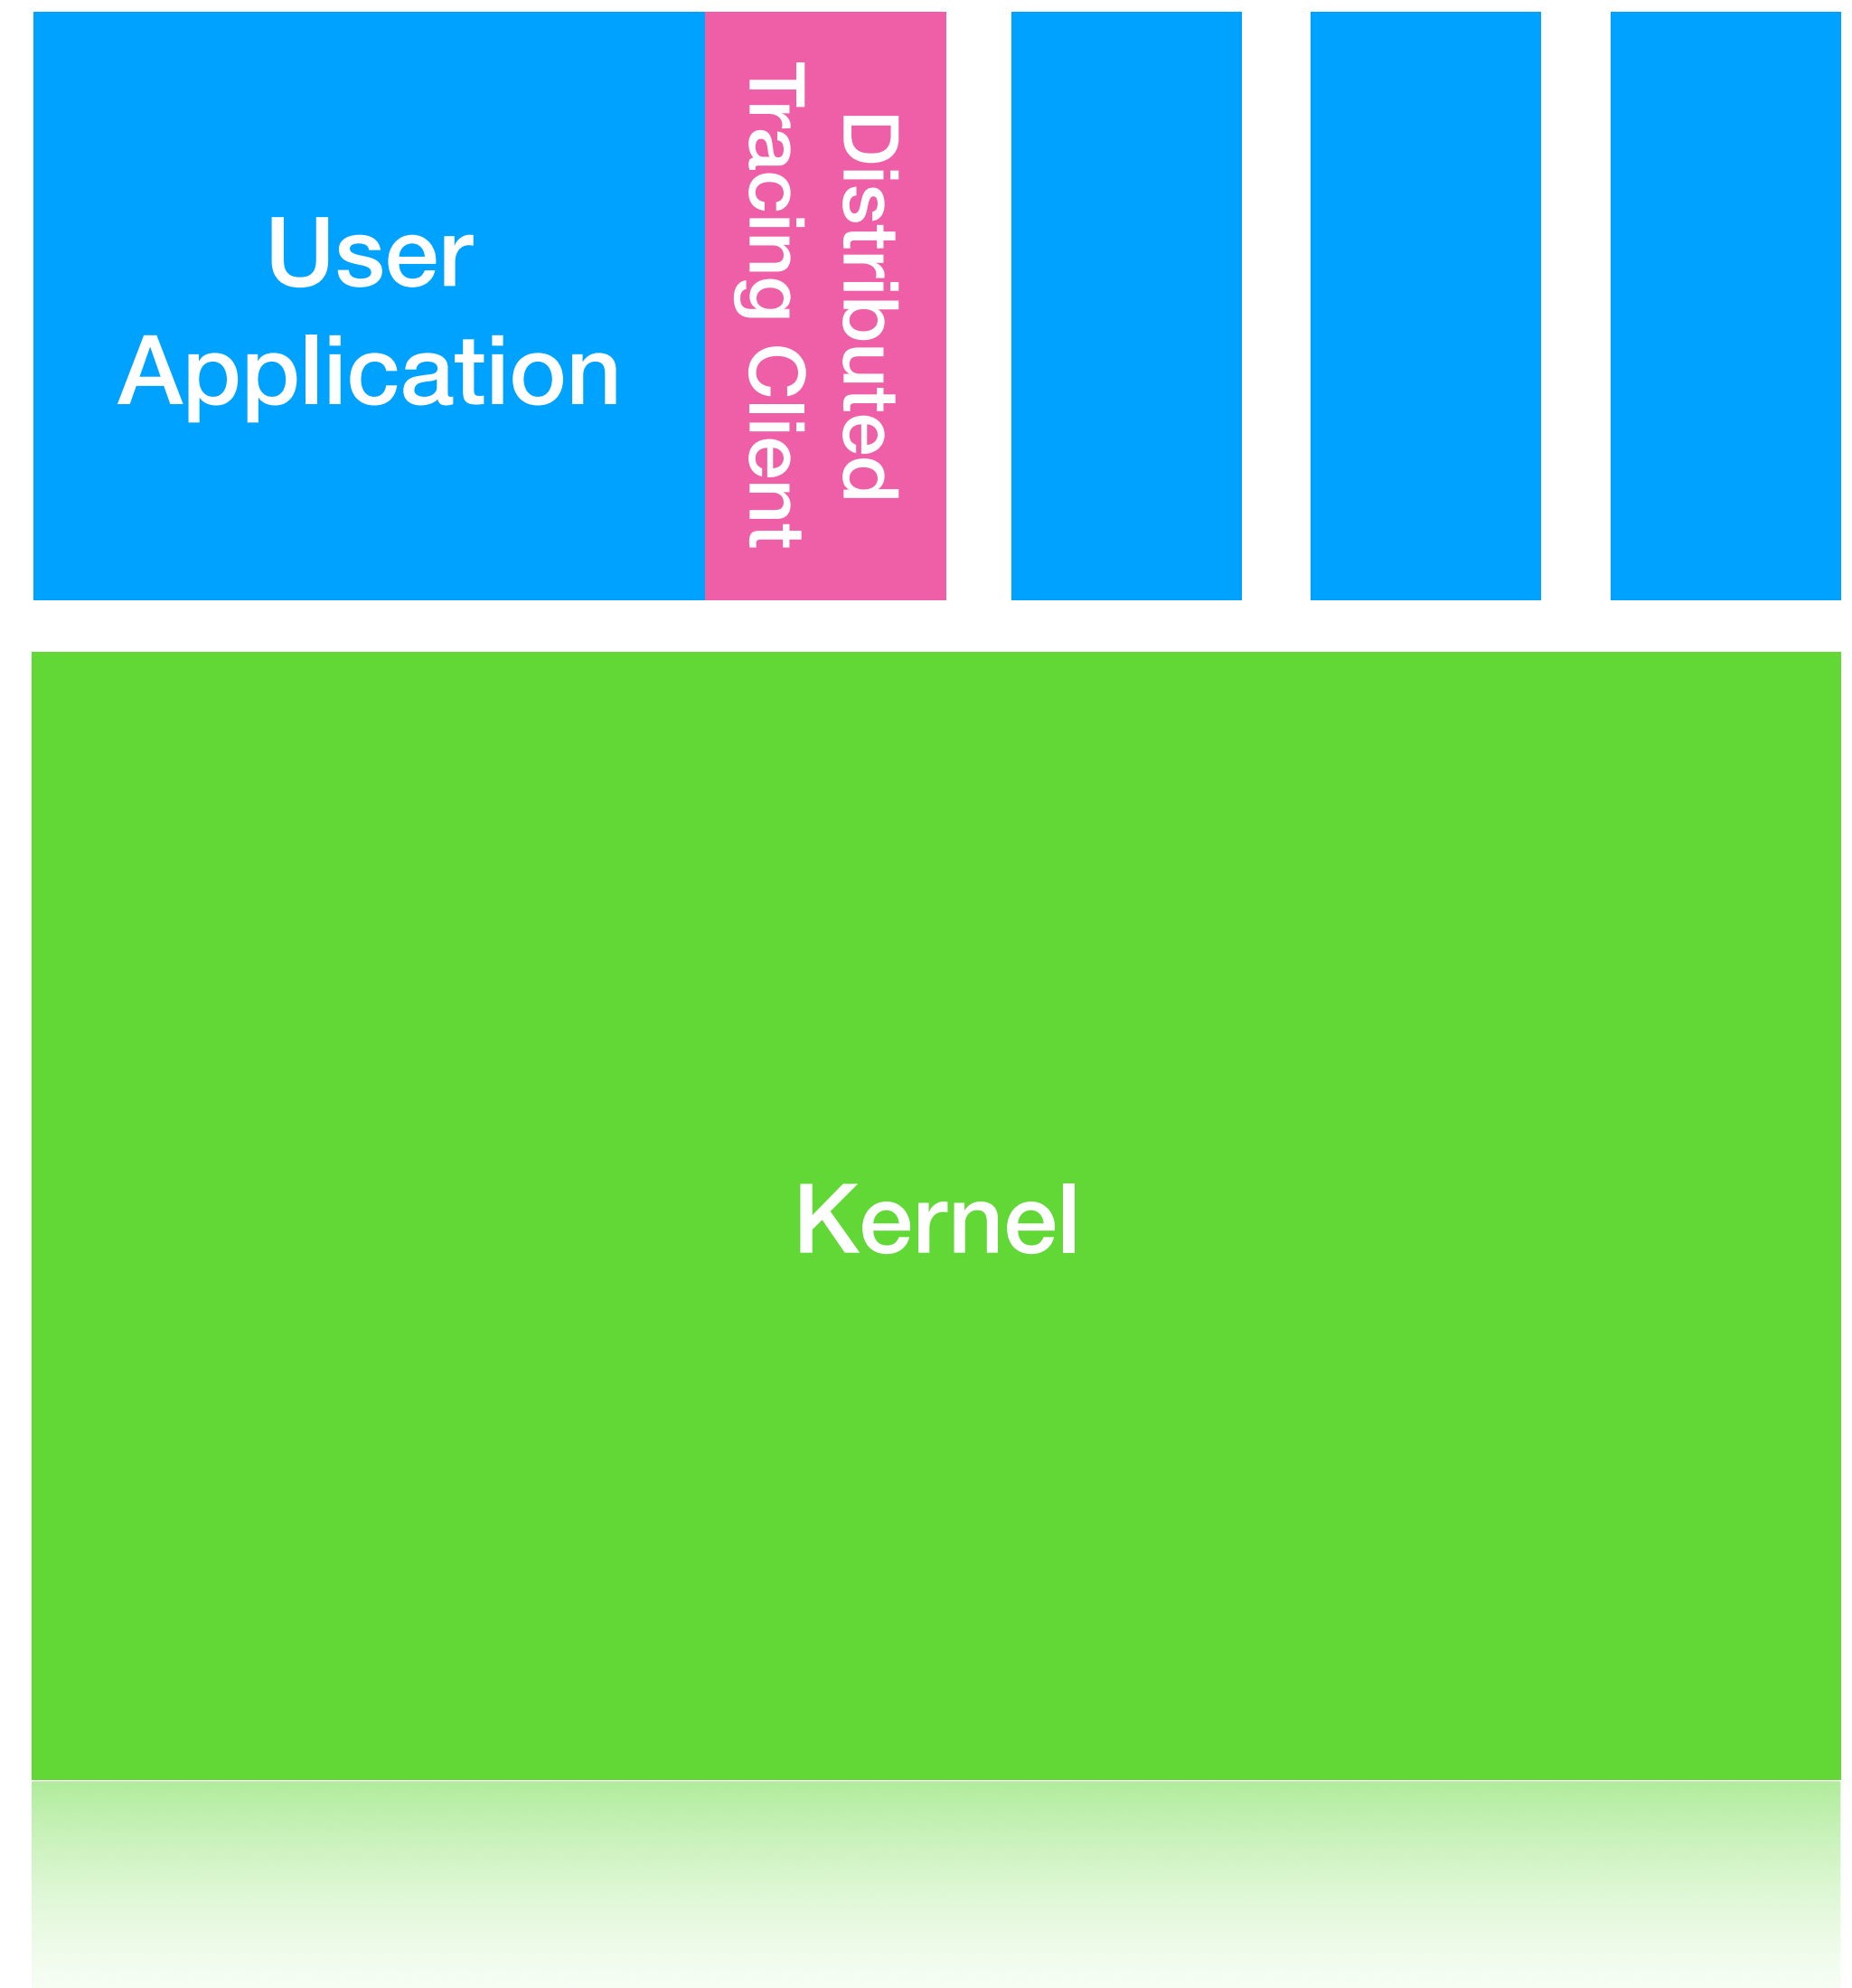 User
Application
Distributed
Tracing Client
Kernel